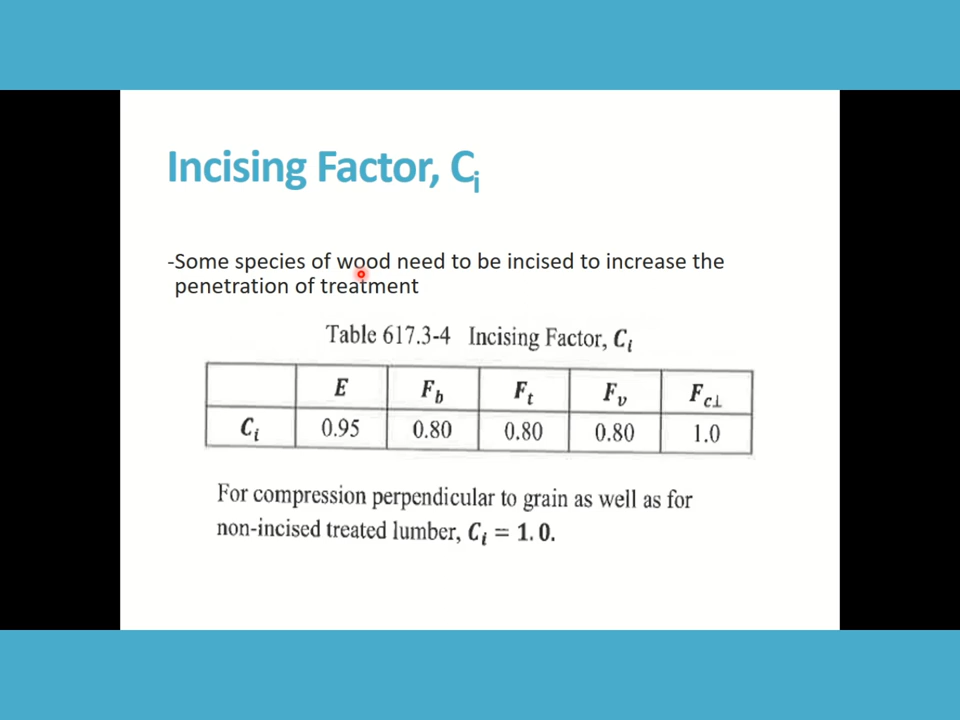 Incising Factor, Ci
-Some species of wood need to be incised to increase the
penetration of treatment
Table 617.3-4 Incising Factor, Ci
E Fb Ft Fv Fc⊥
Ci 0.95 0.80 0.80 0.80 1.0
For compression perpendicular to grain as well as for
non-incised treated lumber, Ci = 1.0.